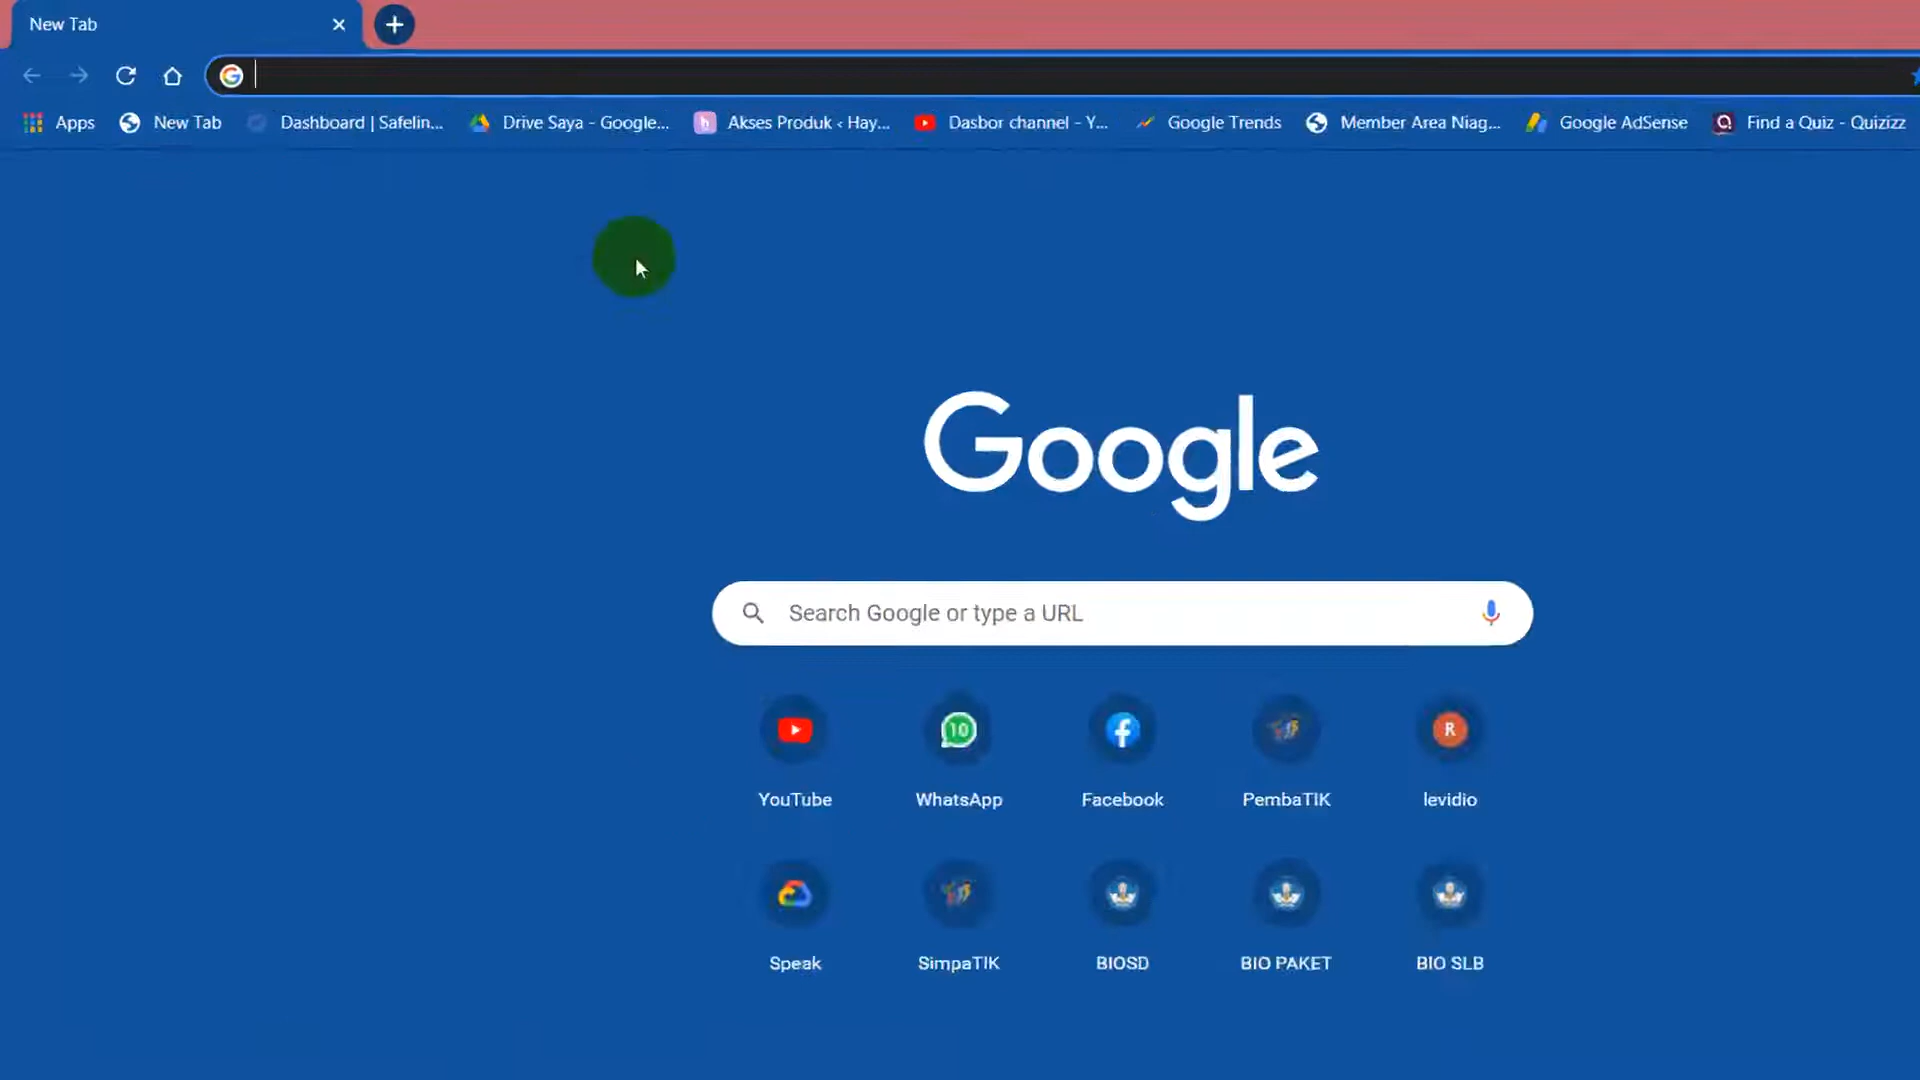 New Tab
Apps New Tab Dashboard | Safelin... Drive Saya - Google... Akses Produk ‹ Hay... Dasbor channel - Y... Google Trends Member Area Niag... Google AdSense Find a Quiz - Quizizz
Google
Search Google or type a URL
10 R
YouTube WhatsApp Facebook PembaTIK levidio
Speak SimpaTIK BIOSD BIO PAKET BIO SLB